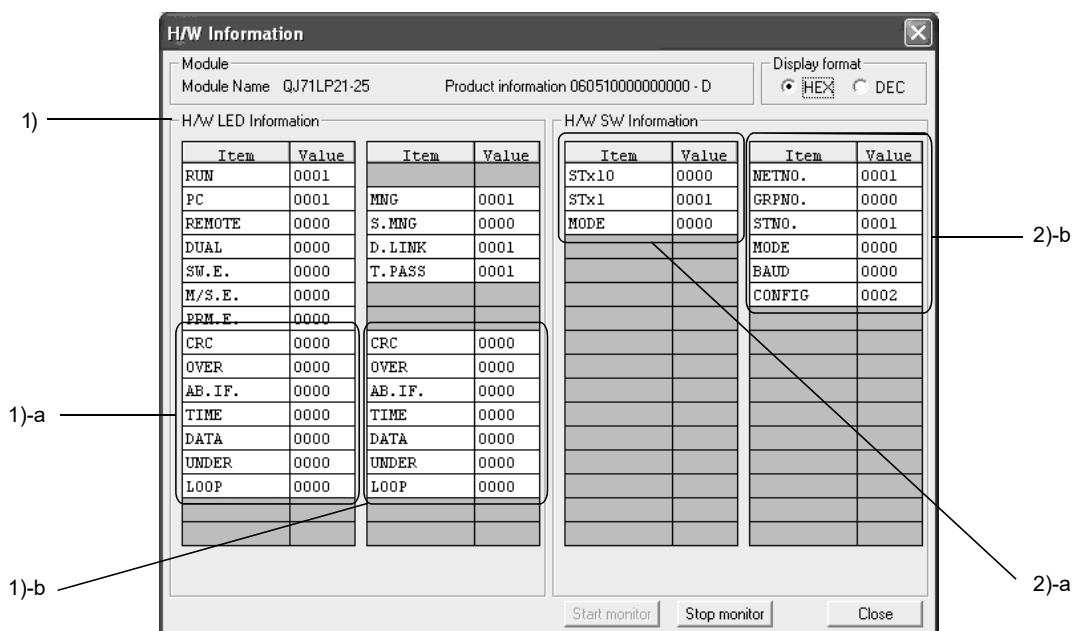 H/W Information
Module
Module Name QJ71LP21-25 Product information 060510000000000 - D
Display format
HEX DEC
1)
H/W LED Information
Item Value
RUN 0001
PC 0001
REMOTE 0000
DUAL 0000
SW.E. 0000
M/S.E. 0000
PRM.E. 0000
CRC 0000
OVER 0000
AB.IF. 0000
TIME 0000
DATA 0000
UNDER 0000
LOOP 0000
Item Value
MNG 0001
S.MNG 0000
D.LINK 0001
T.PASS 0001
CRC 0000
OVER 0000
AB.IF. 0000
TIME 0000
DATA 0000
UNDER 0000
LOOP 0000
1)-a
1)-b
H/W SW Information
Item Value
STx10 0000
STx1 0001
MODE 0000
Item Value
NETNO. 0001
GRPNO. 0000
STNO. 0001
MODE 0000
BAUD 0000
CONFIG 0002
2)-b
2)-a
Start monitor Stop monitor Close